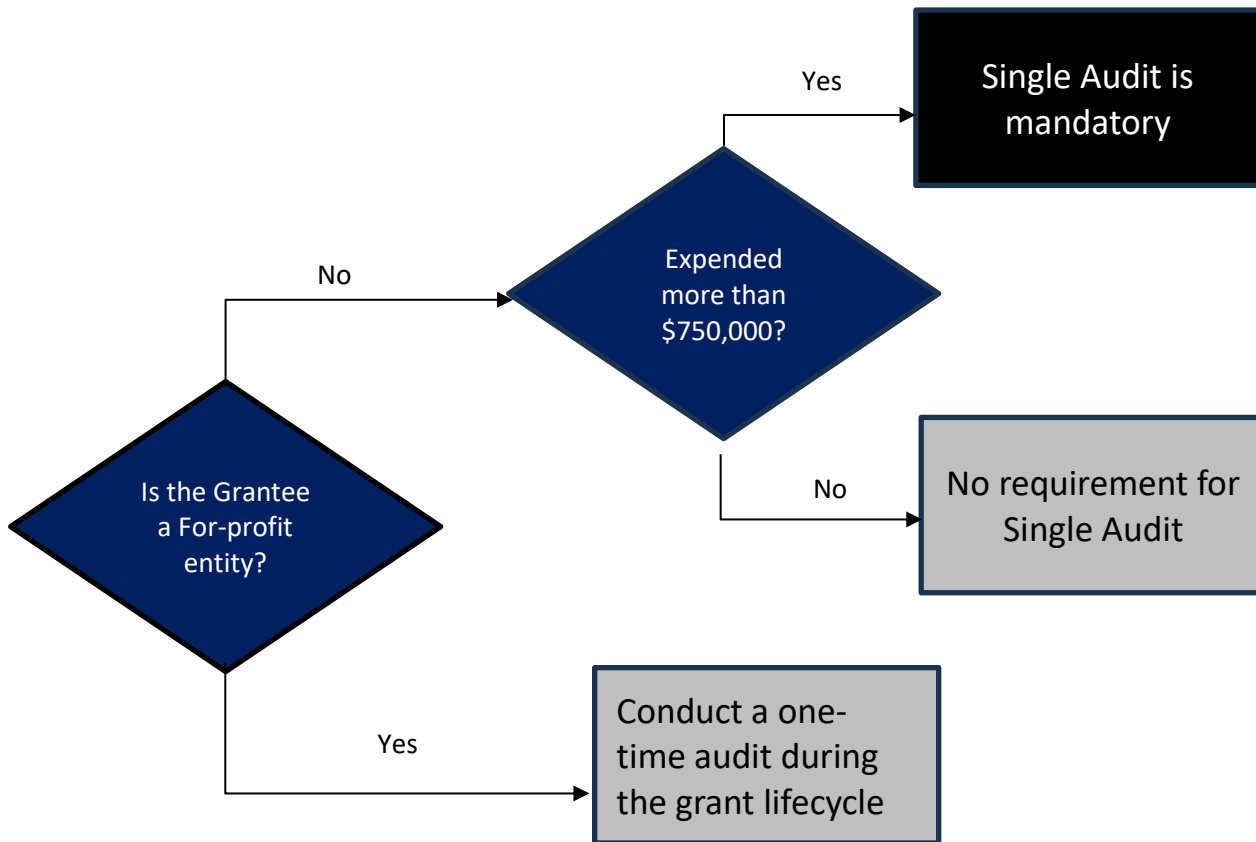 Yes
Single Audit is
mandatory
No
Expended
more than
$750,000?
Is the Grantee
a For-profit
entity?
No
No requirement for
Single Audit
Yes
Conduct a one-
time audit during
the grant lifecycle